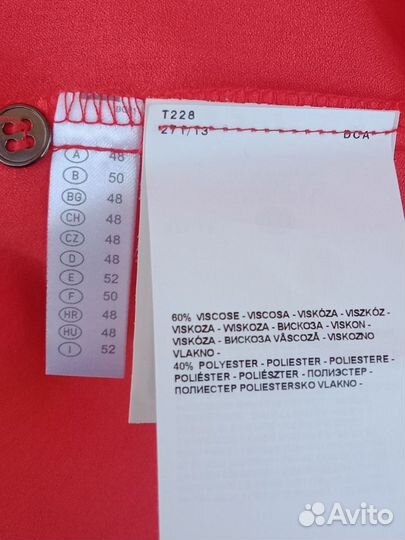 A 48
B 50
BG 48
CH 48
CZ 48
D 48
E 52
F 50
HR 48
HU 48
I 52
T228
271/13 DCA
60% VISCOSE - VISCOSA - VISKÓZA - VISZKÓZ -
VISKOZA - WISKOZA - ВИСКОЗА - VISKON -
VISKÓZA - ВИСКОЗА VÂSCOZĂ - VISKOZNO
VLAKNO -
40% POLYESTER - POLIESTER - POLIESTERE -
POLIÉSTER - POLIÉSZTER - ПОЛИЭСТЕР -
ПОЛИЕСТЕР POLIESTERSKO VLAKNO -
Avito